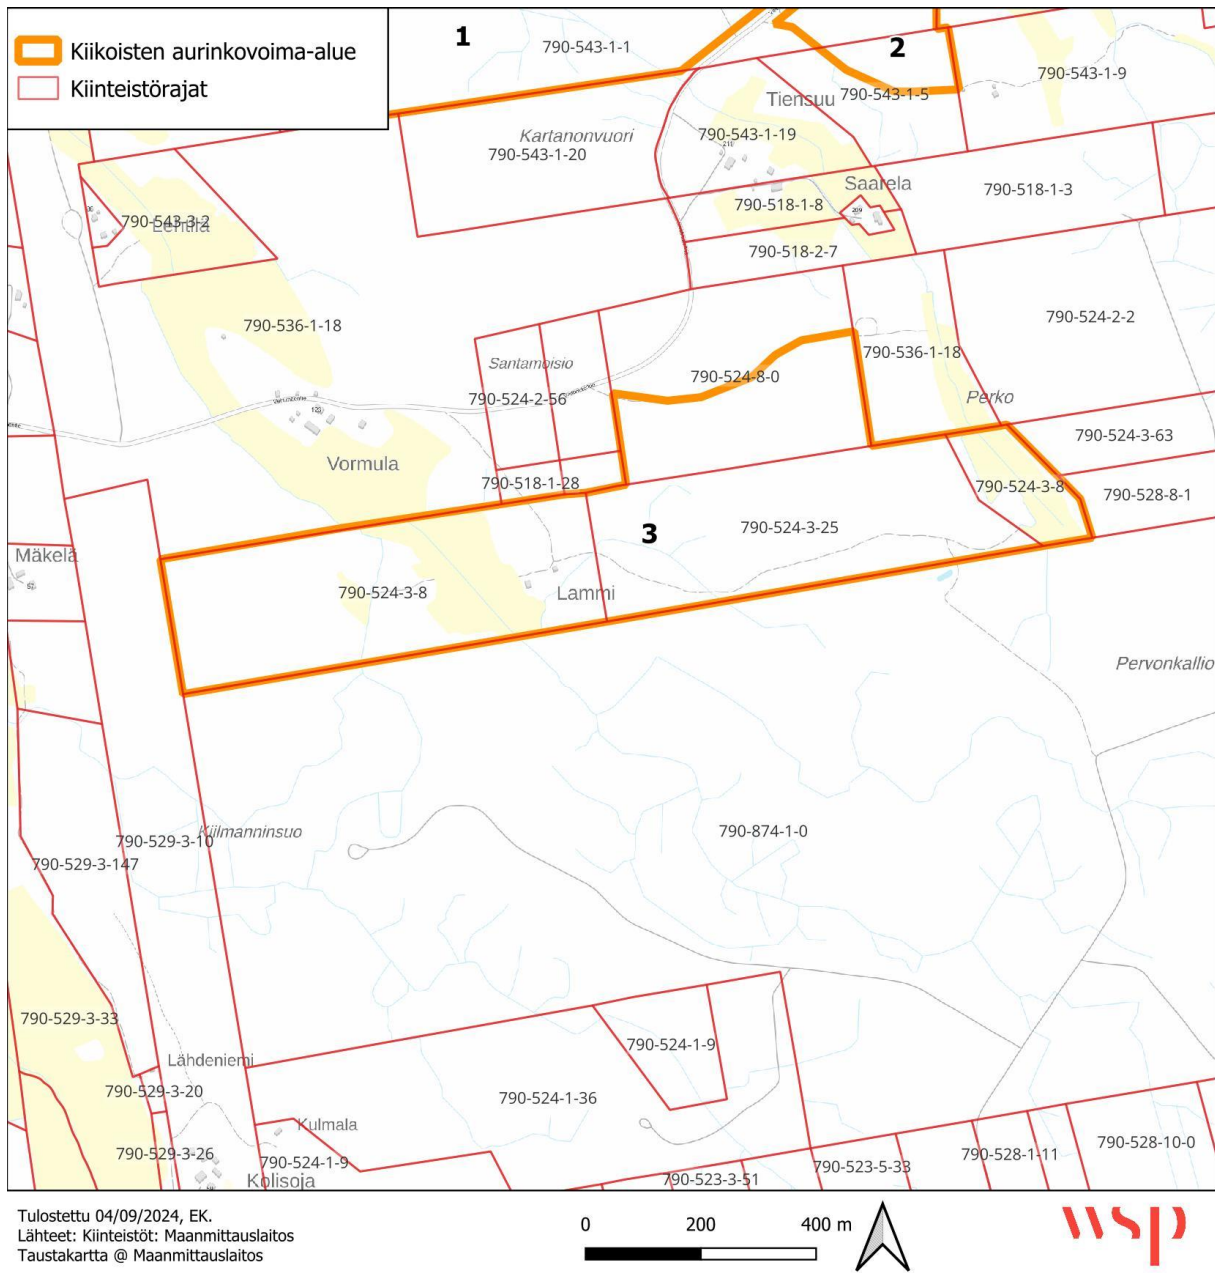 Kiikoisten aurinkovoima-alue
Kiinteistörajat
1
790-543-1-1
2
790-543-1-9
Tiensuu
790-543-1-5
Kartanonvuori
790-543-1-20
790-543-1-19
211
Saarela
790-518-1-3
790-518-1-8
209
790-543-3-2
Lehtilä
790-518-2-7
790-536-1-18
790-524-2-2
Santamoisio
790-524-8-0
790-536-1-18
790-524-2-56
Perko
120
Vormula
790-524-3-63
790-518-1-28
790-524-3-8
790-528-8-1
3
790-524-3-25
Mäkelä
790-524-3-8
Lammi
Pervonkallio
Kiilmanninsuo
790-529-3-10
790-874-1-0
790-529-3-147
790-529-3-33
790-524-1-9
Lähdeniemi
790-529-3-20
790-524-1-36
Kulmala
790-529-3-26
790-524-1-9
790-528-10-0
790-528-1-11
790-523-5-33
790-523-3-51
Kolisoja
Tulostettu 04/09/2024, EK.
Lähteet: Kiinteistöt: Maanmittauslaitos
Taustakartta @ Maanmittauslaitos
0 200 400 m
wsp